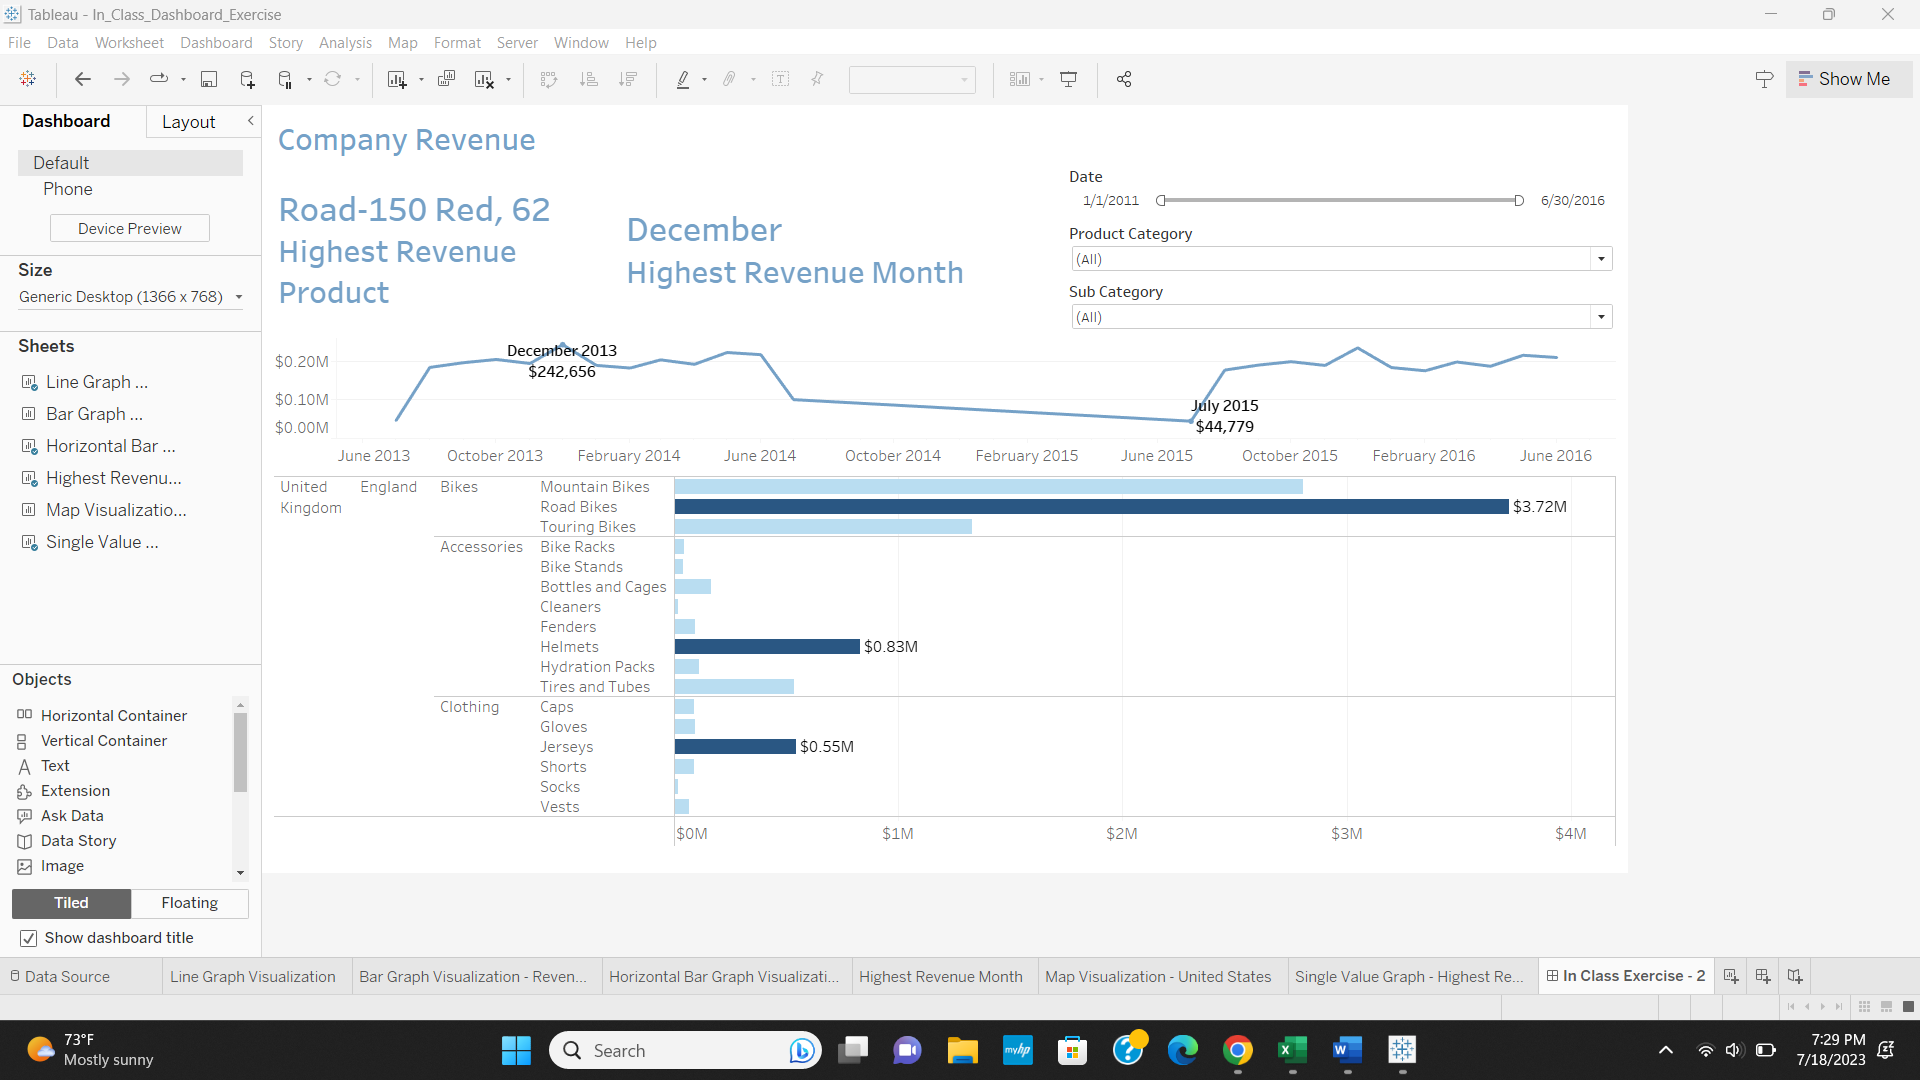 Tableau - In_Class_Dashboard_Exercise
File Data Worksheet Dashboard Story Analysis Map Format Server Window Help
Show Me
Dashboard Layout
Default
Phone
Device Preview
Size
Generic Desktop (1366 x 768)
Sheets
Line Graph ...
Bar Graph ...
Horizontal Bar ...
Highest Revenu...
Map Visualizatio...
Single Value ...
Objects
Horizontal Container
Vertical Container
Text
Extension
Ask Data
Data Story
Image
Tiled Floating
Show dashboard title
Company Revenue
Road-150 Red, 62
Highest Revenue
Product
December
Highest Revenue Month
Date
1/1/2011 6/30/2016
Product Category
(All)
Sub Category
(All)
$0.20M
$0.10M
$0.00M
December 2013
$242,656
July 2015
$44,779
June 2013 October 2013 February 2014 June 2014 October 2014 February 2015 June 2015 October 2015 February 2016 June 2016
United Kingdom England Bikes Mountain Bikes
Road Bikes $3.72M
Touring Bikes
Accessories Bike Racks
Bike Stands
Bottles and Cages
Cleaners
Fenders
Helmets $0.83M
Hydration Packs
Tires and Tubes
Clothing Caps
Gloves
Jerseys $0.55M
Shorts
Socks
Vests
$0M $1M $2M $3M $4M
Data Source Line Graph Visualization Bar Graph Visualization - Reven... Horizontal Bar Graph Visualizati... Highest Revenue Month Map Visualization - United States Single Value Graph - Highest Re... In Class Exercise - 2
73°F
Mostly sunny
Search
myhp
7:29 PM
7/18/2023